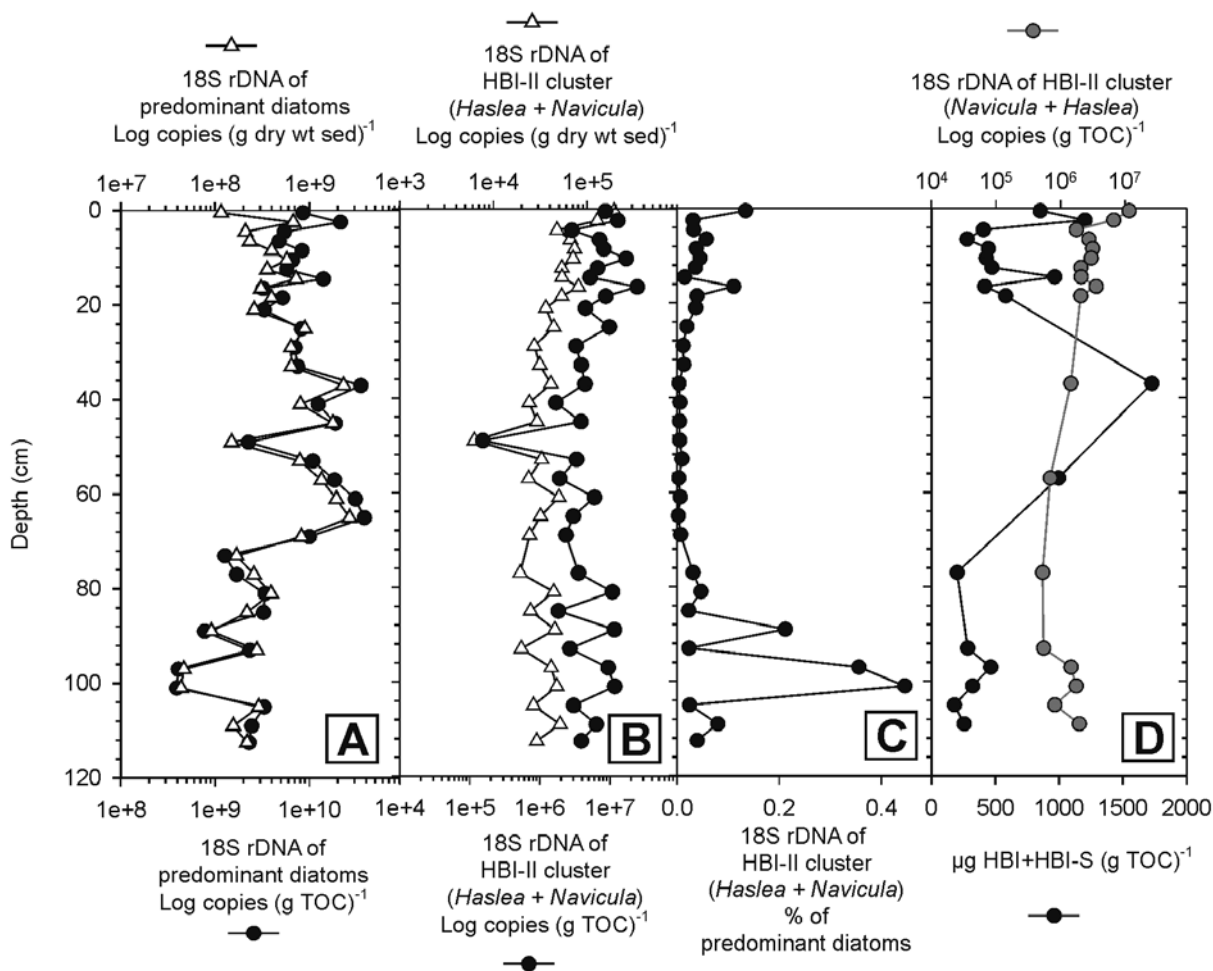 18S rDNA of
predominant diatoms
Log copies (g dry wt sed)⁻¹
18S rDNA of
HBI-II cluster
(Haslea + Navicula)
Log copies (g dry wt sed)⁻¹
18S rDNA of HBI-II cluster
(Navicula + Haslea)
Log copies (g TOC)⁻¹
1e+7 1e+8 1e+9 1e+3 1e+4 1e+5 10⁴ 10⁵ 10⁶ 10⁷
Depth (cm)
0
20
40
60
80
100
120
A B C D
1e+8 1e+9 1e+10 1e+4 1e+5 1e+6 1e+7 0.0 0.2 0.4 0 500 1000 1500 2000
18S rDNA of
predominant diatoms
Log copies (g TOC)⁻¹
18S rDNA of
HBI-II cluster
(Haslea + Navicula)
Log copies (g TOC)⁻¹
18S rDNA of
HBI-II cluster
(Haslea + Navicula)
% of
predominant diatoms
µg HBI+HBI-S (g TOC)⁻¹